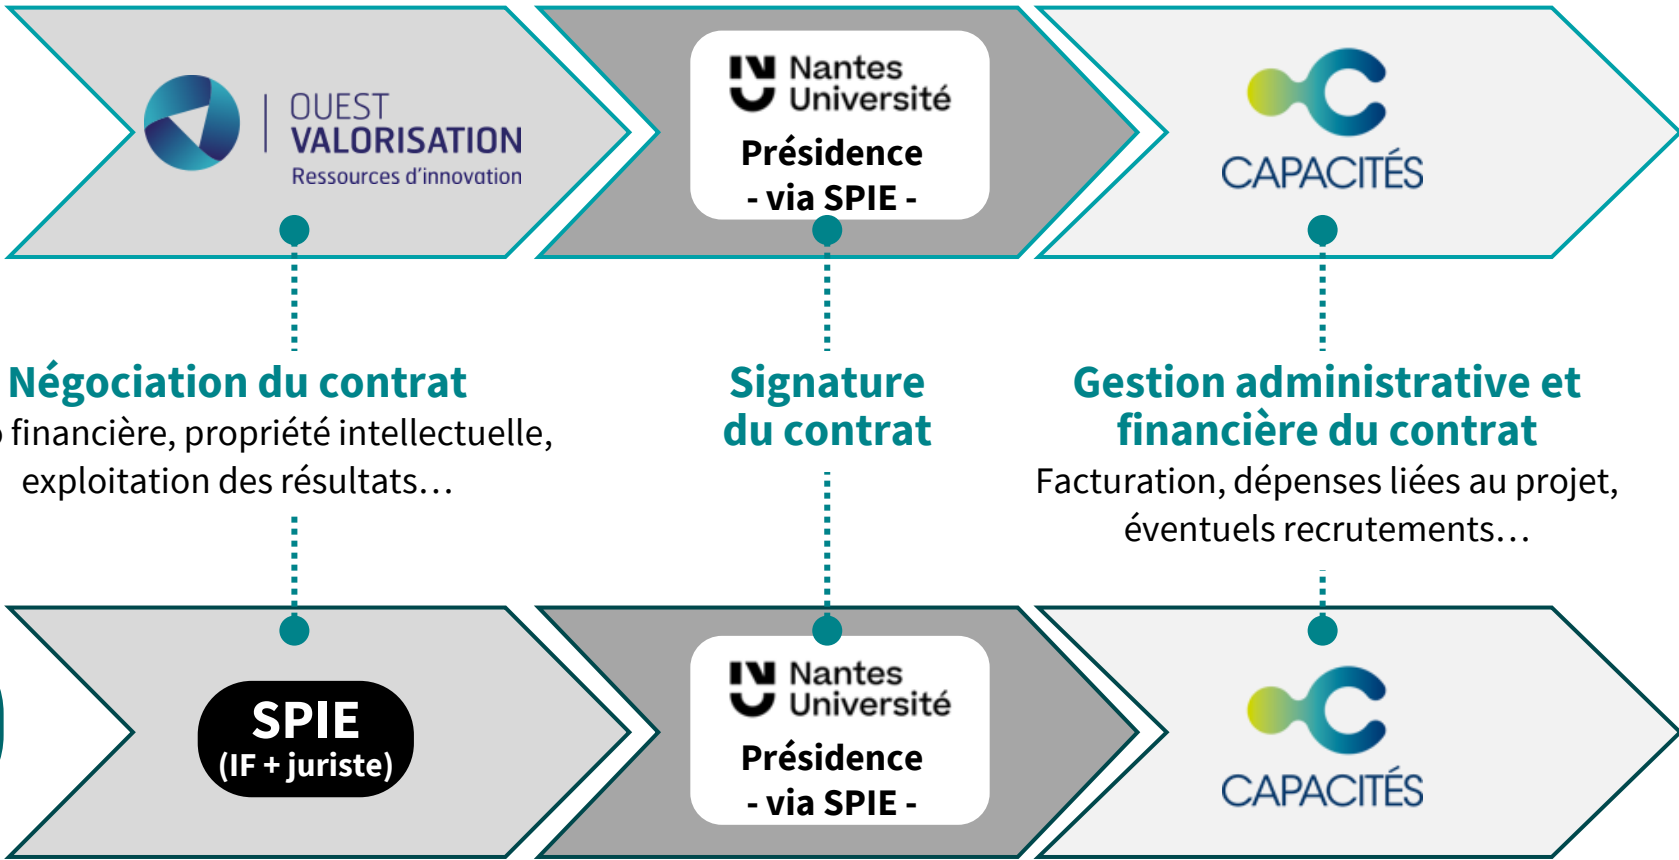 OUEST
VALORISATION
Ressources d'innovation
Nantes
Université
Présidence
- via SPIE -
CAPACITÉS
Négociation du contrat
financière, propriété intellectuelle,
exploitation des résultats…
Signature
du contrat
Gestion administrative et
financière du contrat
Facturation, dépenses liées au projet,
éventuels recrutements…
SPIE
(IF + juriste)
Nantes
Université
Présidence
- via SPIE -
CAPACITÉS